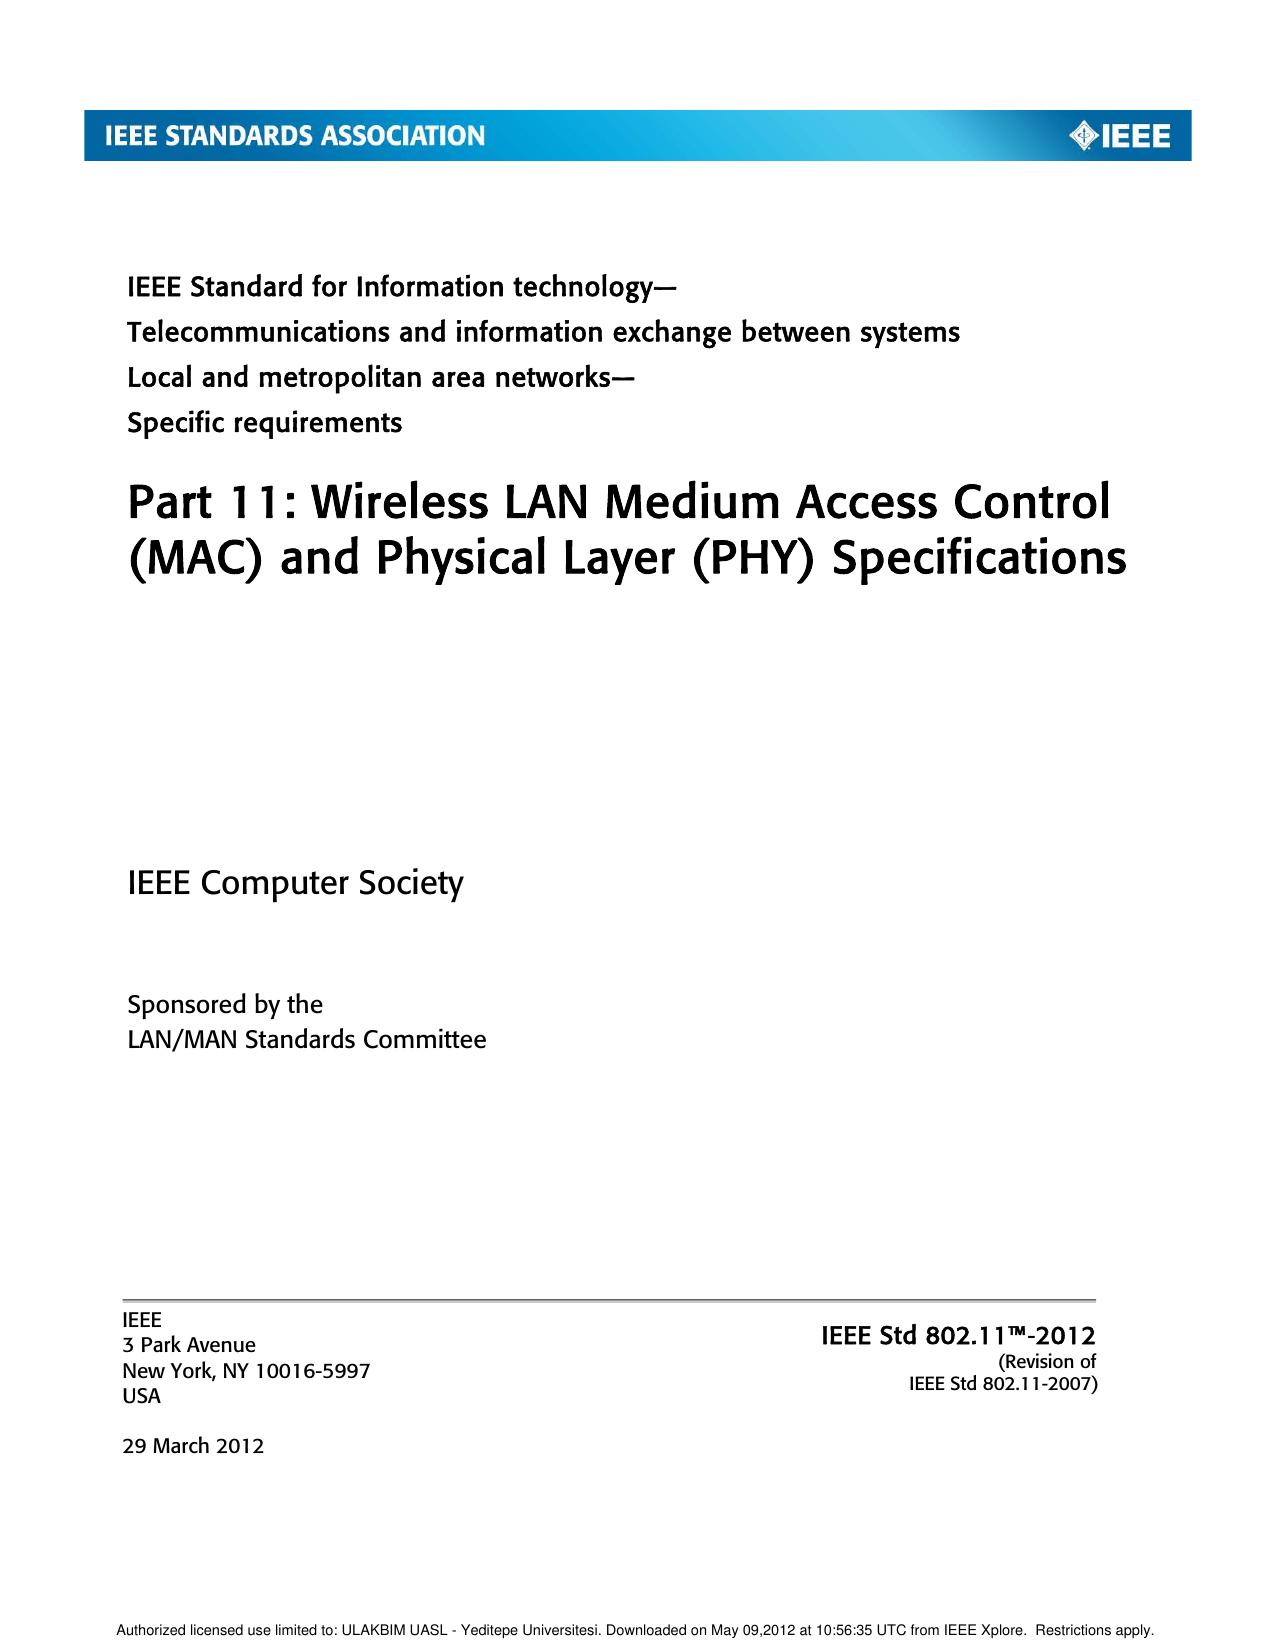 IEEE STANDARDS ASSOCIATION
IEEE
IEEE Standard for Information technology—
Telecommunications and information exchange between systems
Local and metropolitan area networks—
Specific requirements
Part 11: Wireless LAN Medium Access Control
(MAC) and Physical Layer (PHY) Specifications
IEEE Computer Society
Sponsored by the
LAN/MAN Standards Committee
IEEE
3 Park Avenue
New York, NY 10016-5997
USA
29 March 2012
IEEE Std 802.11™-2012
(Revision of
IEEE Std 802.11-2007)
Authorized licensed use limited to: ULAKBIM UASL - Yeditepe Universitesi. Downloaded on May 09,2012 at 10:56:35 UTC from IEEE Xplore. Restrictions apply.